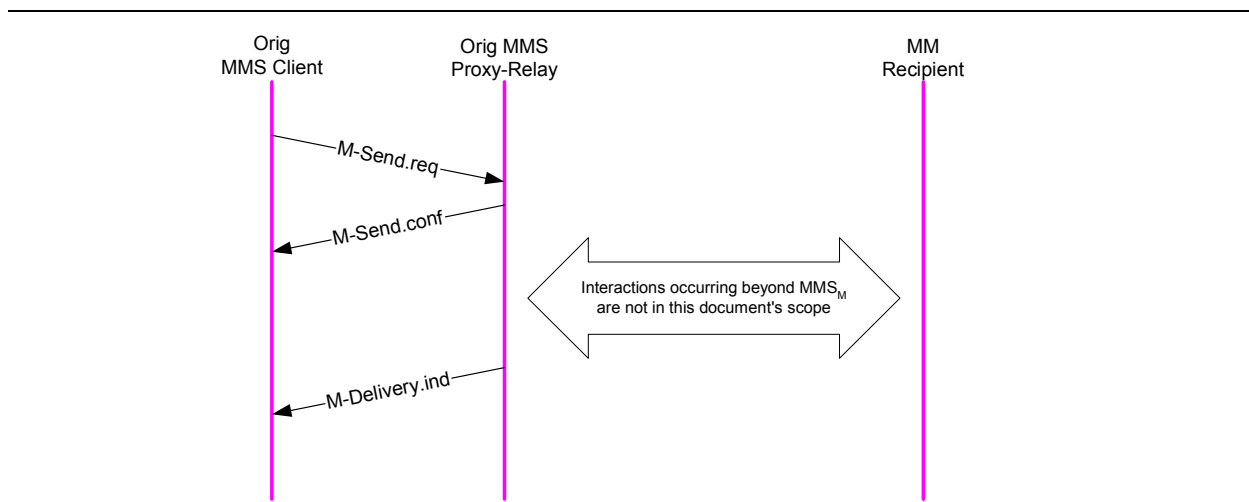 Orig
MMS Client
Orig MMS
Proxy-Relay
MM
Recipient
M-Send.req
M-Send.conf
Interactions occurring beyond MMSM
are not in this document's scope
M-Delivery.ind